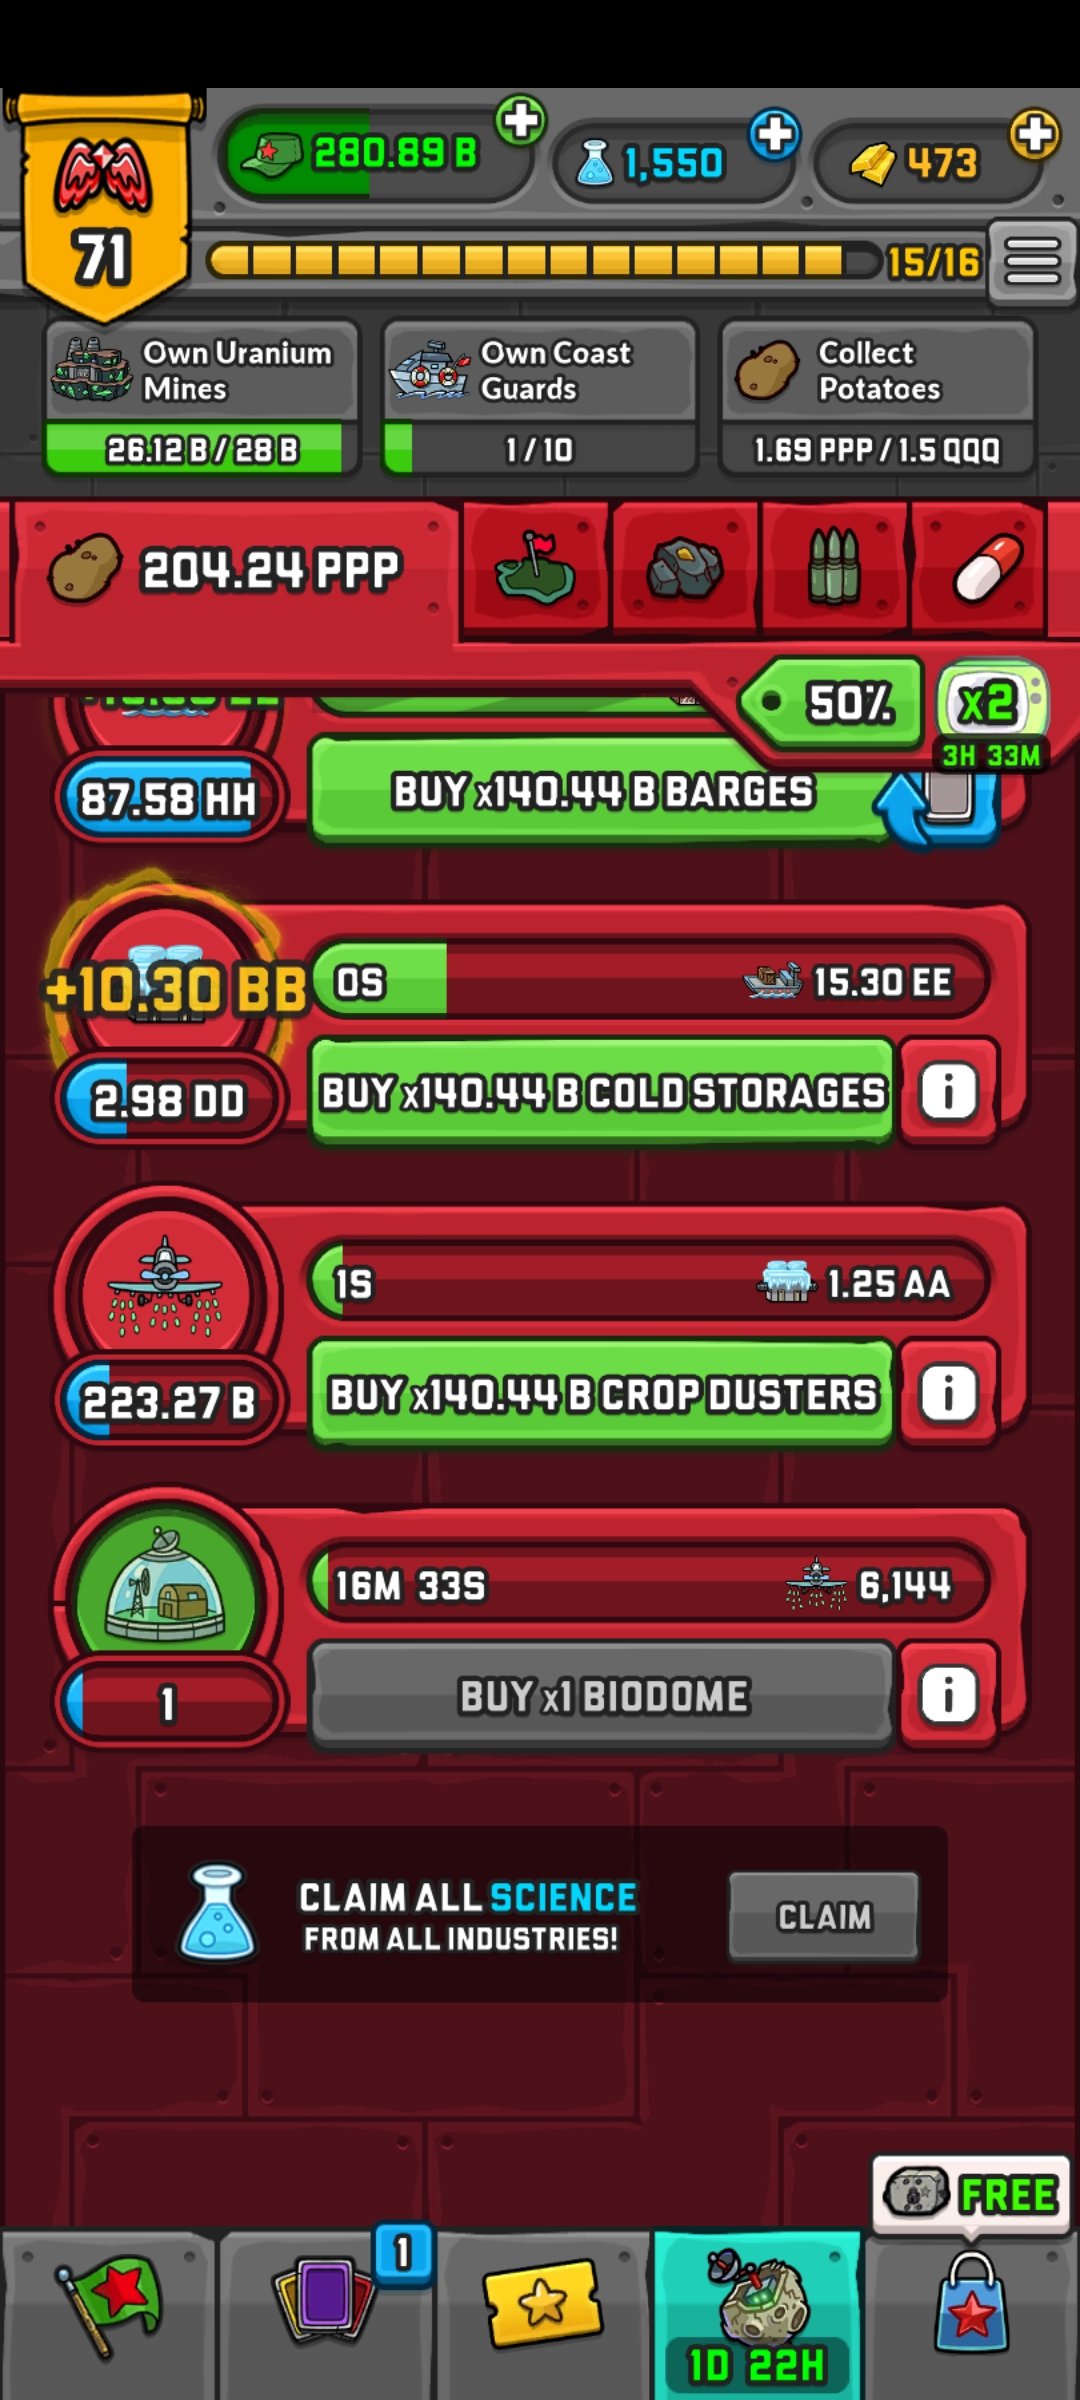 280.89 B
1,550
473
71
15/16
Own Uranium
Mines
26.12 B / 28 B
Own Coast
Guards
1 / 10
Collect
Potatoes
1.69 PPP / 1.5 QQQ
204.24 PPP
50%
x2
3H 33M
87.58 HH
BUY x140.44 B BARGES
+10.30 BB
0S
15.30 EE
2.98 DD
BUY x140.44 B COLD STORAGES
i
1S
1.25 AA
223.27 B
BUY x140.44 B CROP DUSTERS
i
16M 33S
6,144
1
BUY x1 BIODOME
i
CLAIM ALL SCIENCE
FROM ALL INDUSTRIES!
CLAIM
FREE
1
1D 22H